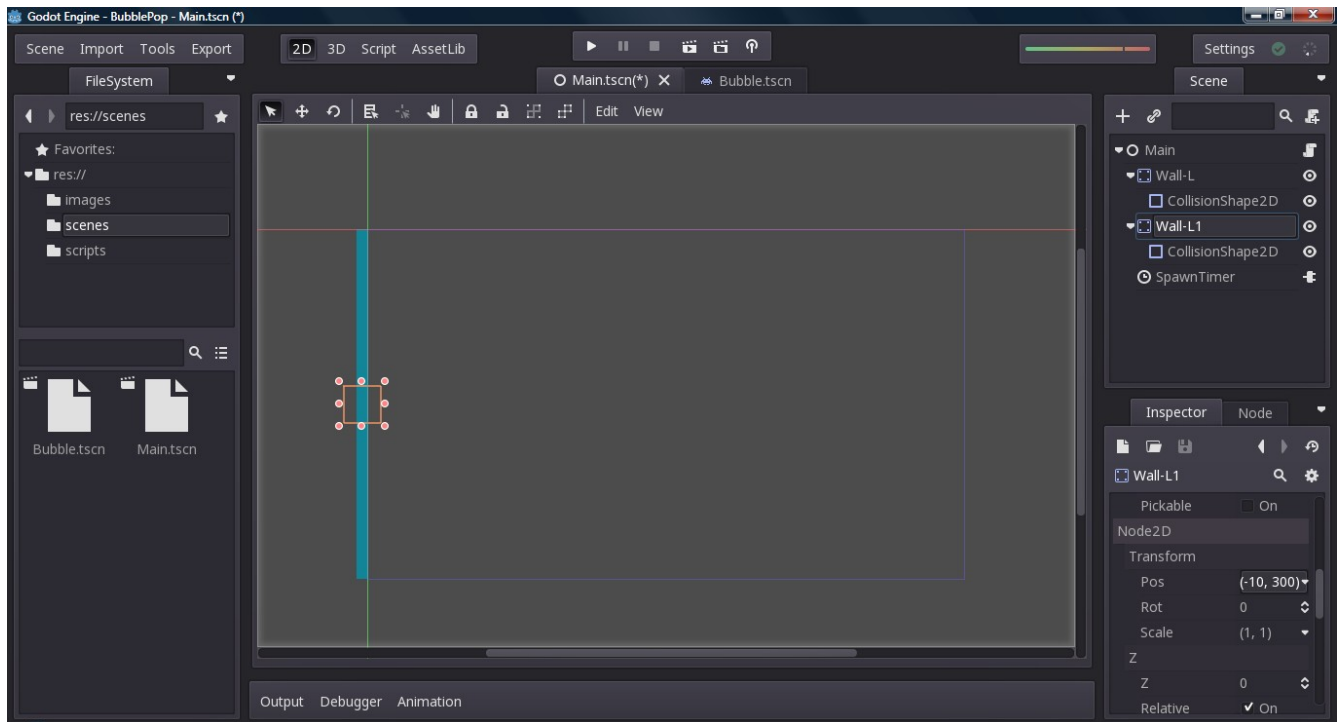 Godot Engine - BubblePop - Main.tscn (*)
Scene Import Tools Export
2D 3D Script AssetLib
Settings
FileSystem
Main.tscn(*)
Bubble.tscn
Scene
res://scenes
Edit View
Favorites:
res://
images
scenes
scripts
Main
Wall-L
CollisionShape2D
Wall-L1
CollisionShape2D
SpawnTimer
Bubble.tscn
Main.tscn
Inspector Node
Wall-L1
Pickable On
Node2D
Transform
Pos (-10, 300)
Rot 0
Scale (1, 1)
Z
Z 0
Relative On
Output Debugger Animation